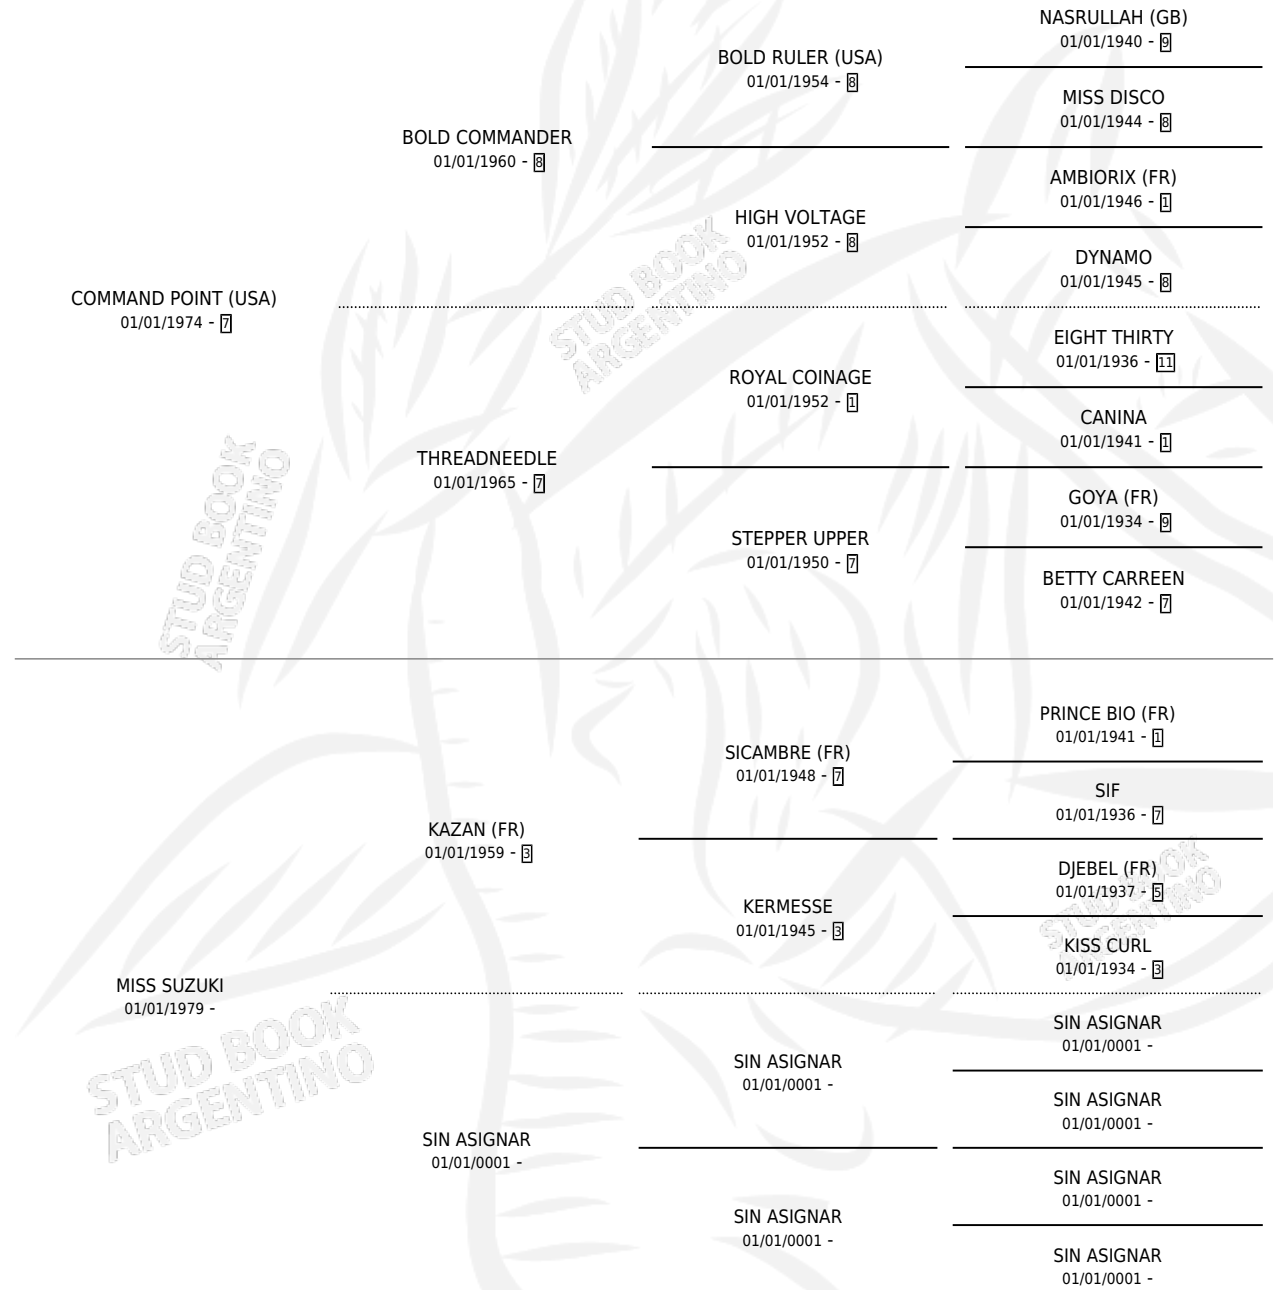 NASRULLAH (GB)
01/01/1940 - 9
BOLD RULER (USA)
01/01/1954 - 8
MISS DISCO
01/01/1944 - 8
BOLD COMMANDER
01/01/1960 - 8
AMBIORIX (FR)
01/01/1946 - 1
HIGH VOLTAGE
01/01/1952 - 8
DYNAMO
01/01/1945 - 8
COMMAND POINT (USA)
01/01/1974 - 7
EIGHT THIRTY
01/01/1936 - 11
ROYAL COINAGE
01/01/1952 - 1
CANINA
01/01/1941 - 1
THREADNEEDLE
01/01/1965 - 7
GOYA (FR)
01/01/1934 - 9
STEPPER UPPER
01/01/1950 - 7
BETTY CARREEN
01/01/1942 - 7
STUD BOOK
ARGENTINO
STUD BOOK
ARGENTINO
PRINCE BIO (FR)
01/01/1941 - 1
SICAMBRE (FR)
01/01/1948 - 7
SIF
01/01/1936 - 7
KAZAN (FR)
01/01/1959 - 3
DJEBEL (FR)
01/01/1937 - 5
KERMESSE
01/01/1945 - 3
KISS CURL
01/01/1934 - 3
STUD BOOK
ARGENTINO
MISS SUZUKI
01/01/1979 -
SIN ASIGNAR
01/01/0001 -
SIN ASIGNAR
01/01/0001 -
SIN ASIGNAR
01/01/0001 -
SIN ASIGNAR
01/01/0001 -
SIN ASIGNAR
01/01/0001 -
SIN ASIGNAR
01/01/0001 -
SIN ASIGNAR
01/01/0001 -
STUD BOOK
ARGENTINO